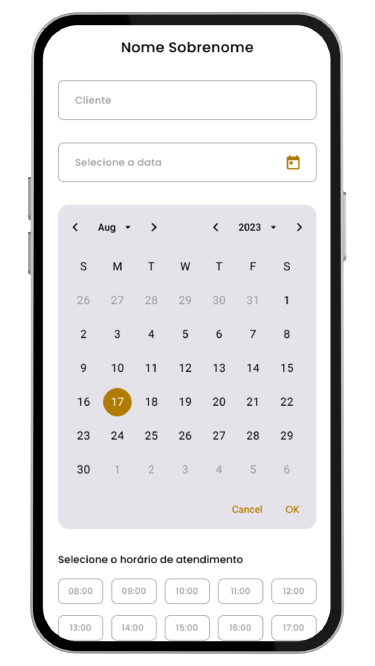 Nome Sobrenome
Cliente
Selecione a data
Aug 2023
S M T W T F S
26 27 28 29 30 31 1
2 3 4 5 6 7 8
9 10 11 12 13 14 15
16 17 18 19 20 21 22
23 24 25 26 27 28 29
30 1 2 3 4 5 6
Cancel OK
Selecione o horário de atendimento
08:00 09:00 10:00 11:00 12:00
13:00 14:00 15:00 16:00 17:00